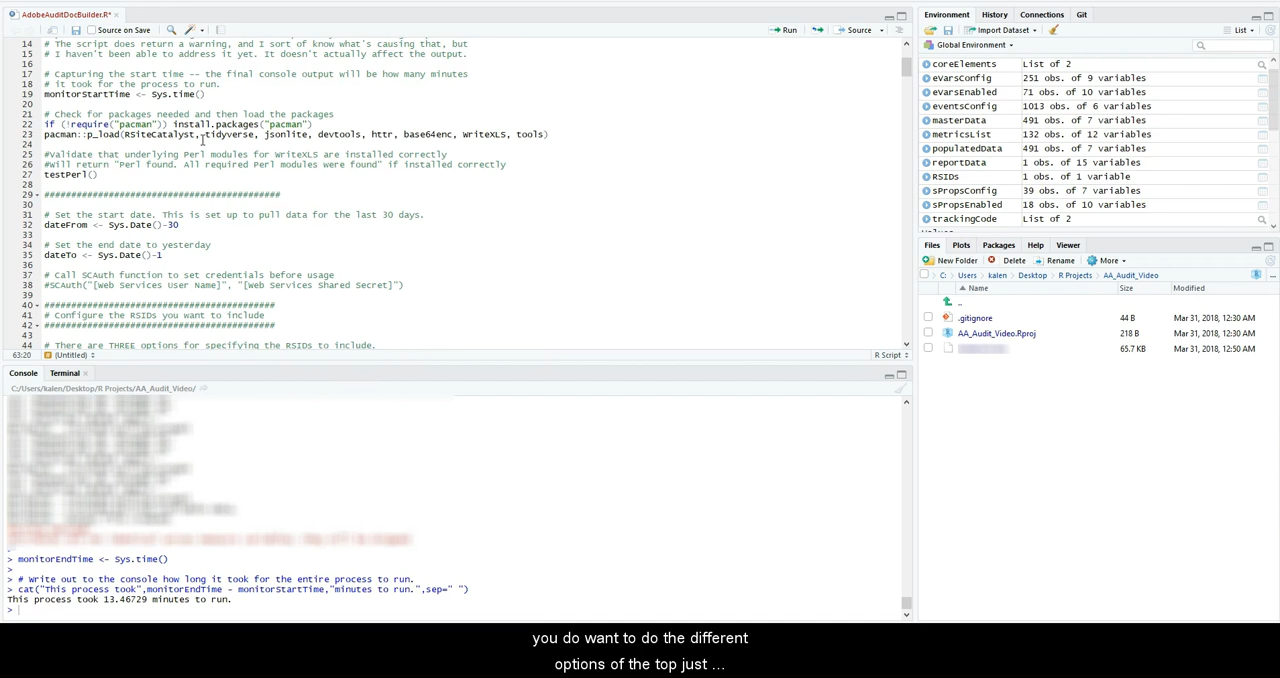 AdobeAuditDocBuilder.R*
Environment History Connections Git
Source on Save Run Source
Import Dataset List
Global Environment
14 # The script does return a warning, and I sort of know what's causing that, but
15 # I haven't been able to address it yet. It doesn't actually affect the output.
16
17 # Capturing the start time -- the final console output will be how many minutes
18 # it took for the process to run.
19 monitorStartTime <- Sys.time()
20
21 # Check for packages needed and then load the packages
22 if (!require("pacman")) install.packages("pacman")
23 pacman::p_load(RSiteCatalyst, tidyverse, jsonlite, devtools, httr, base64enc, WriteXLS, tools)
24
25 #Validate that underlying Perl modules for WriteXLS are installed correctly
26 #Will return "Perl found. All required Perl modules were found" if installed correctly
27 testPerl()
28
29 ############################################
30
31 # Set the start date. This is set up to pull data for the last 30 days.
32 dateFrom <- Sys.Date()-30
33
34 # Set the end date to yesterday
35 dateTo <- Sys.Date()-1
36
37 # Call SCAuth function to set credentials before usage
38 #SCAuth("[Web Services User Name]", "[Web Services Shared Secret]")
39
40 ###########################################
41 # Configure the RSIDs you want to include
42 ###########################################
43
44 # There are THREE options for specifying the RSIDs to include.
63:20 (Untitled) R Script
coreElements List of 2
evarsConfig 251 obs. of 9 variables
evarsEnabled 71 obs. of 10 variables
eventsConfig 1013 obs. of 6 variables
masterData 491 obs. of 7 variables
metricsList 132 obs. of 12 variables
populatedData 491 obs. of 7 variables
reportData 1 obs. of 15 variables
RSIDs 1 obs. of 1 variable
sPropsConfig 39 obs. of 7 variables
sPropsEnabled 18 obs. of 10 variables
trackingCode List of 2
Files Plots Packages Help Viewer
New Folder Delete Rename More
C: Users kalen Desktop R Projects AA_Audit_Video
Name Size Modified
..
.gitignore 44 B Mar 31, 2018, 12:30 AM
AA_Audit_Video.Rproj 218 B Mar 31, 2018, 12:30 AM
65.7 KB Mar 31, 2018, 12:50 AM
Console Terminal
C:/Users/kalen/Desktop/R Projects/AA_Audit_Video/
> monitorEndTime <- Sys.time()
>
> # Write out to the console how long it took for the entire process to run.
> cat("This process took",monitorEndTime - monitorStartTime,"minutes to run.",sep=" ")
This process took 13.46729 minutes to run.
>
you do want to do the different
options of the top just ...